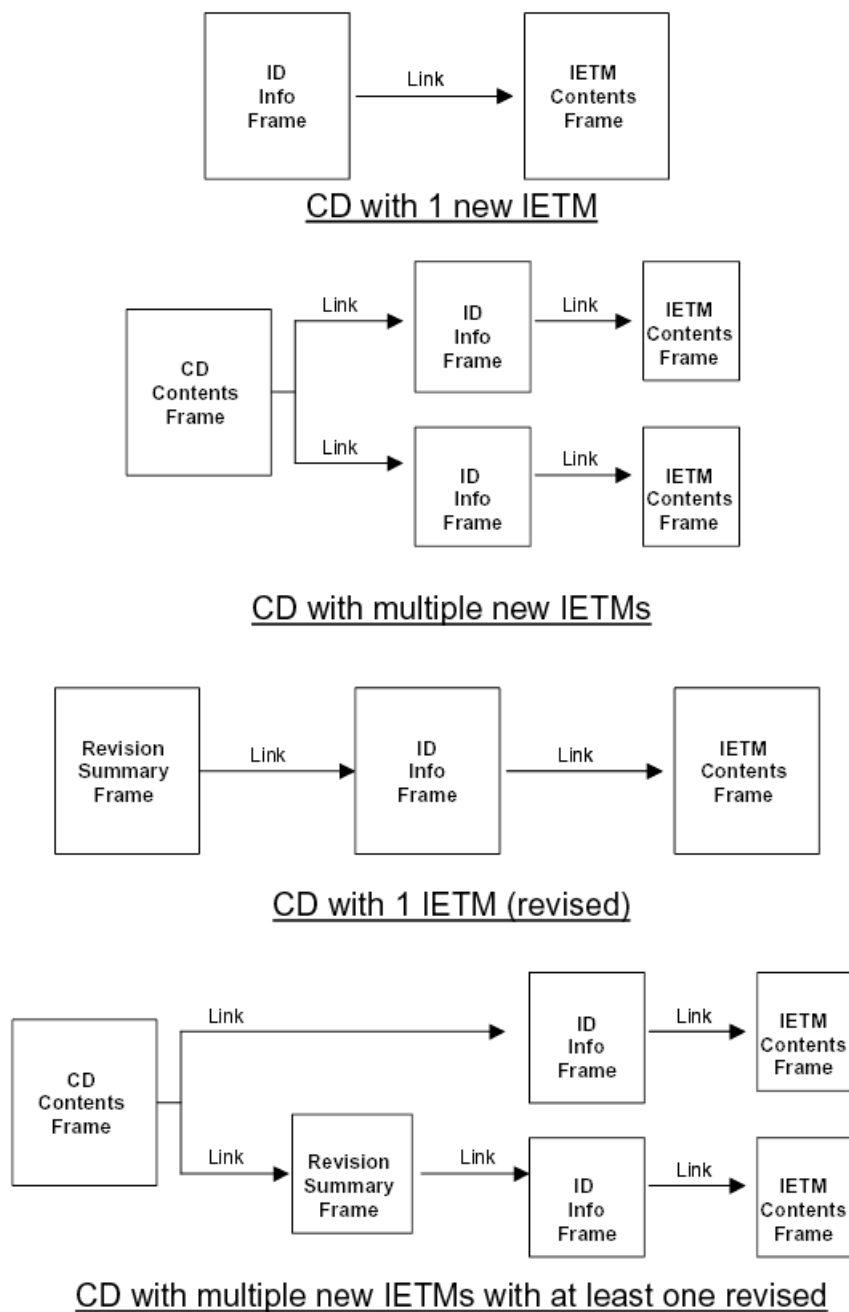 ID
Info
Frame
Link
IETM
Contents
Frame
CD with 1 new IETM
CD
Contents
Frame
Link
ID
Info
Frame
Link
IETM
Contents
Frame
Link
ID
Info
Frame
Link
IETM
Contents
Frame
CD with multiple new IETMs
Revision
Summary
Frame
Link
ID
Info
Frame
Link
IETM
Contents
Frame
CD with 1 IETM (revised)
CD
Contents
Frame
Link
ID
Info
Frame
Link
IETM
Contents
Frame
Link
Revision
Summary
Frame
Link
ID
Info
Frame
Link
IETM
Contents
Frame
CD with multiple new IETMs with at least one revised